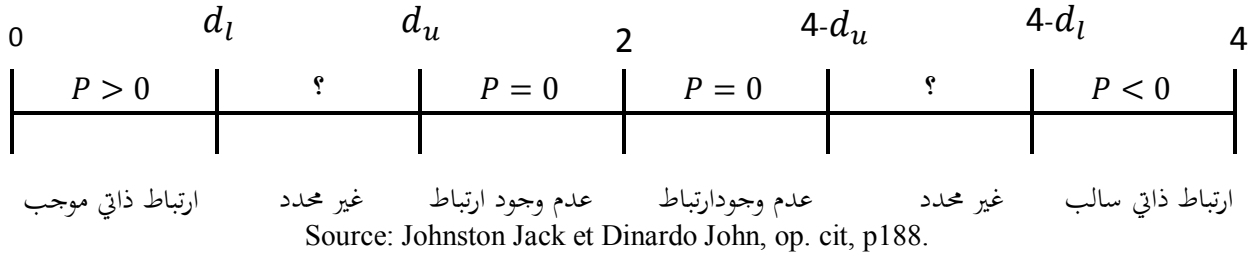 0 d_l d_u 2 4-d_u 4-d_l 4
P > 0 ؟ P = 0 P = 0 ؟ P < 0
ارتباط ذاتي موجب غير محدد عدم وجود ارتباط عدم وجودارتباط غير محدد ارتباط ذاتي سالب
Source: Johnston Jack et Dinardo John, op. cit, p188.